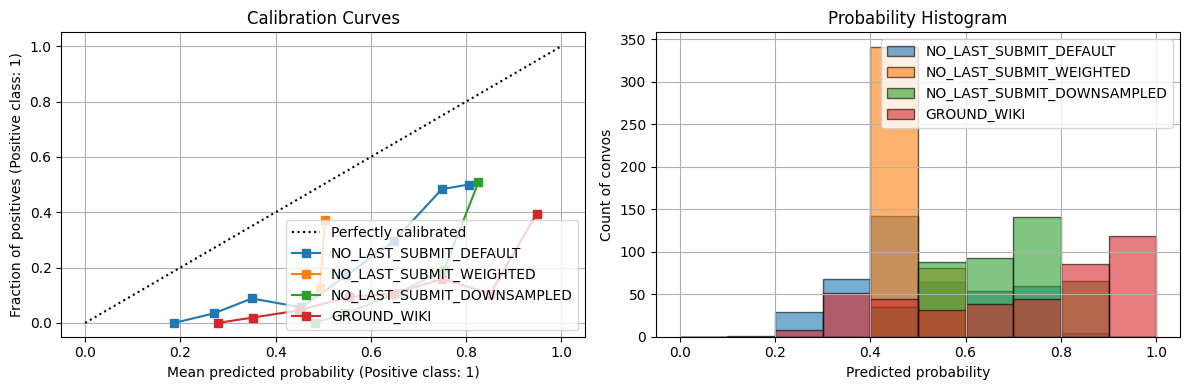 Calibration Curves
Fraction of positives (Positive class: 1)
1.0
0.8
0.6
0.4
0.2
0.0
0.0 0.2 0.4 0.6 0.8 1.0
Mean predicted probability (Positive class: 1)
Perfectly calibrated
NO_LAST_SUBMIT_DEFAULT
NO_LAST_SUBMIT_WEIGHTED
NO_LAST_SUBMIT_DOWNSAMPLED
GROUND_WIKI
Probability Histogram
Count of convos
350
300
250
200
150
100
50
0
0.0 0.2 0.4 0.6 0.8 1.0
Predicted probability
NO_LAST_SUBMIT_DEFAULT
NO_LAST_SUBMIT_WEIGHTED
NO_LAST_SUBMIT_DOWNSAMPLED
GROUND_WIKI